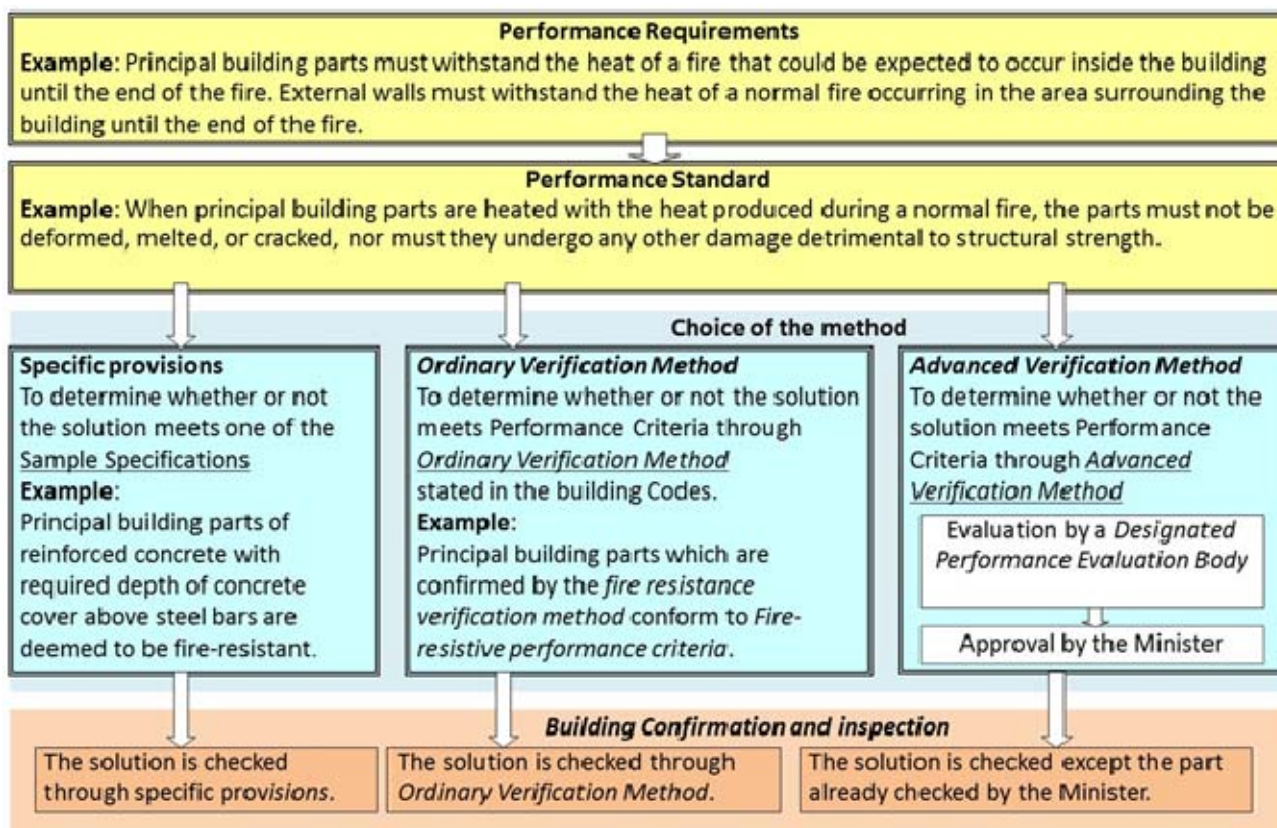 Performance Requirements
Example: Principal building parts must withstand the heat of a fire that could be expected to occur inside the building
until the end of the fire. External walls must withstand the heat of a normal fire occurring in the area surrounding the
building until the end of the fire.
Performance Standard
Example: When principal building parts are heated with the heat produced during a normal fire, the parts must not be
deformed, melted, or cracked, nor must they undergo any other damage detrimental to structural strength.
Choice of the method
Specific provisions
To determine whether or not
the solution meets one of the
Sample Specifications
Example:
Principal building parts of
reinforced concrete with
required depth of concrete
cover above steel bars are
deemed to be fire-resistant.
Ordinary Verification Method
To determine whether or not the solution
meets Performance Criteria through
Ordinary Verification Method
stated in the building Codes.
Example:
Principal building parts which are
confirmed by the fire resistance
verification method conform to Fire-
resistive performance criteria.
Advanced Verification Method
To determine whether or not the
solution meets Performance
Criteria through Advanced
Verification Method
Evaluation by a Designated
Performance Evaluation Body
Approval by the Minister
Building Confirmation and inspection
The solution is checked
through specific provisions.
The solution is checked through
Ordinary Verification Method.
The solution is checked except the part
already checked by the Minister.